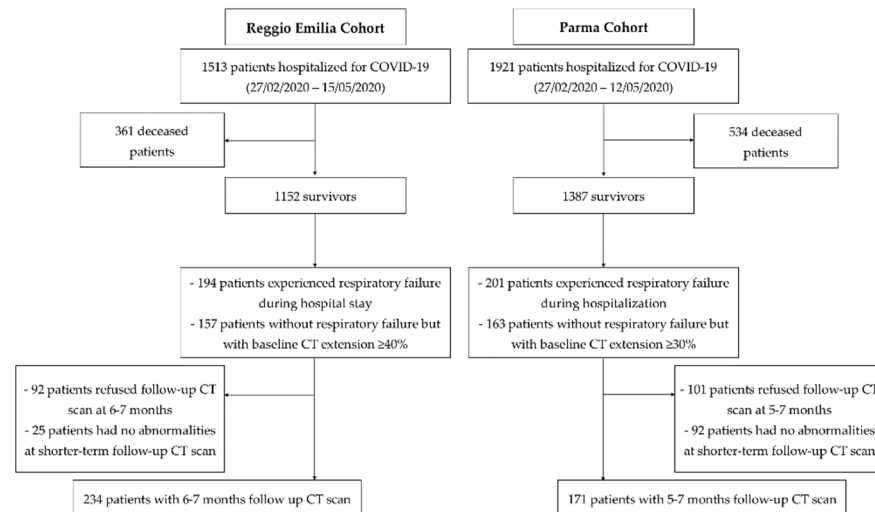 Reggio Emilia Cohort
1513 patients hospitalized for COVID-19
(27/02/2020 – 15/05/2020)
361 deceased
patients
1152 survivors
- 194 patients experienced respiratory failure
during hospital stay
- 157 patients without respiratory failure but
with baseline CT extension ≥40%
- 92 patients refused follow-up CT
scan at 6-7 months
- 25 patients had no abnormalities
at shorter-term follow-up CT scan
234 patients with 6-7 months follow up CT scan
Parma Cohort
1921 patients hospitalized for COVID-19
(27/02/2020 – 12/05/2020)
534 deceased
patients
1387 survivors
- 201 patients experienced respiratory failure
during hospitalization
- 163 patients without respiratory failure but
with baseline CT extension ≥30%
- 101 patients refused follow-up CT
scan at 5-7 months
- 92 patients had no abnormalities
at shorter-term follow-up CT scan
171 patients with 5-7 months follow-up CT scan